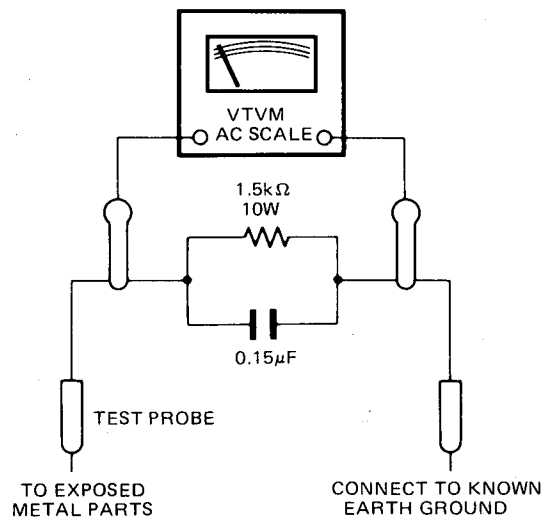 VTVM
AC SCALE
1.5kΩ
10W
0.15µF
TEST PROBE
TO EXPOSED
METAL PARTS
CONNECT TO KNOWN
EARTH GROUND